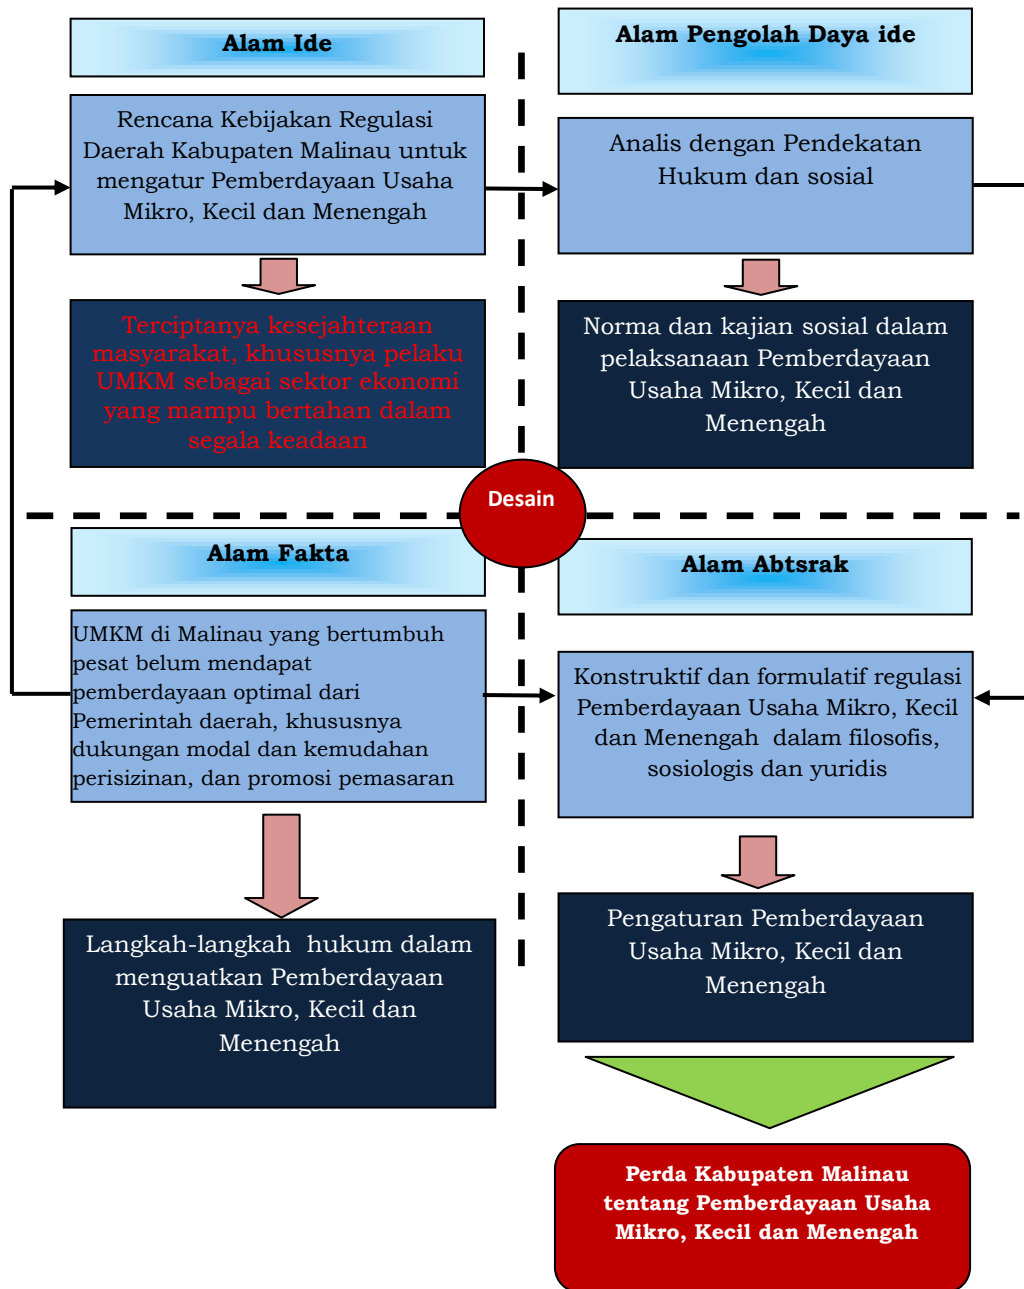 Alam Ide
Rencana Kebijakan Regulasi
Daerah Kabupaten Malinau untuk
mengatur Pemberdayaan Usaha
Mikro, Kecil dan Menengah
Terciptanya kesejahteraan
masyarakat, khususnya pelaku
UMKM sebagai sektor ekonomi
yang mampu bertahan dalam
segala keadaan
Alam Pengolah Daya ide
Analis dengan Pendekatan
Hukum dan sosial
Norma dan kajian sosial dalam
pelaksanaan Pemberdayaan
Usaha Mikro, Kecil dan
Menengah
Desain
Alam Fakta
UMKM di Malinau yang bertumbuh
pesat belum mendapat
pemberdayaan optimal dari
Pemerintah daerah, khususnya
dukungan modal dan kemudahan
perisizinan, dan promosi pemasaran
Langkah-langkah hukum dalam
menguatkan Pemberdayaan
Usaha Mikro, Kecil dan
Menengah
Alam Abtsrak
Konstruktif dan formulatif regulasi
Pemberdayaan Usaha Mikro, Kecil
dan Menengah dalam filosofis,
sosiologis dan yuridis
Pengaturan Pemberdayaan
Usaha Mikro, Kecil dan
Menengah
Perda Kabupaten Malinau
tentang Pemberdayaan Usaha
Mikro, Kecil dan Menengah